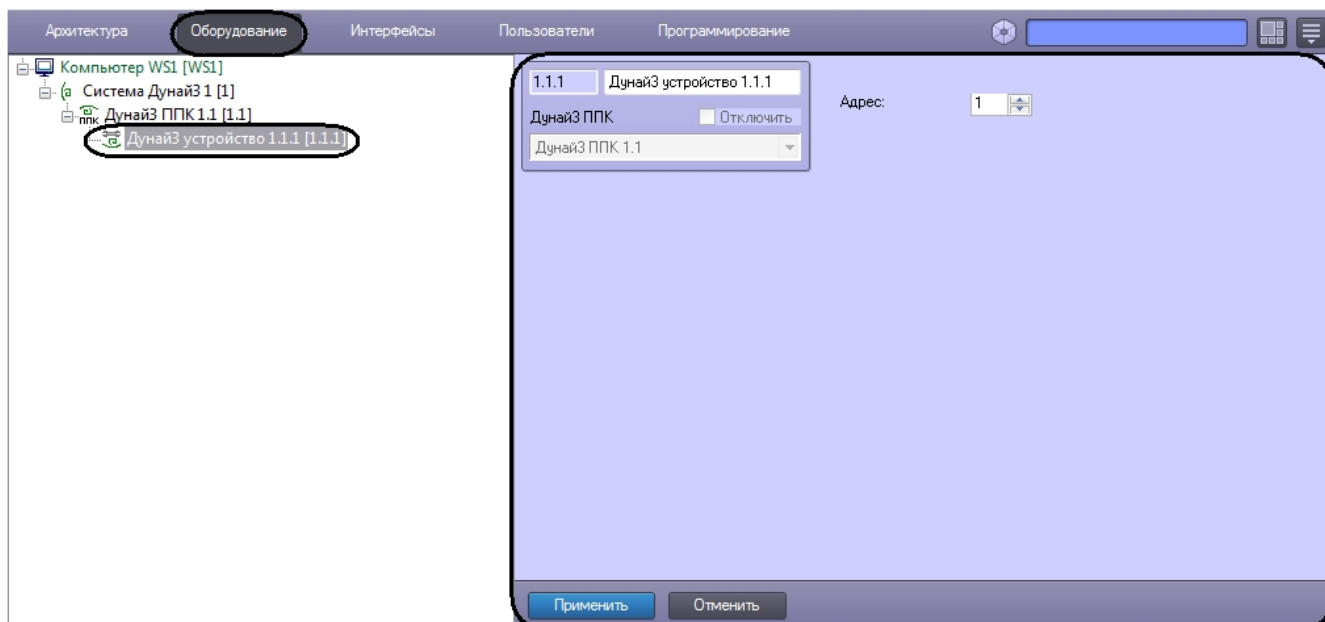 Архитектура Оборудование Интерфейсы Пользователи Программирование
Компьютер WS1 [WS1]
Система Дунай3 1 [1]
ппк Дунай3 ППК 1.1 [1.1]
Дунай3 устройство 1.1.1 [1.1.1]
1.1.1 Дунай3 устройство 1.1.1
Дунай3 ППК Отключить
Дунай3 ППК 1.1
Адрес: 1
Применить Отменить